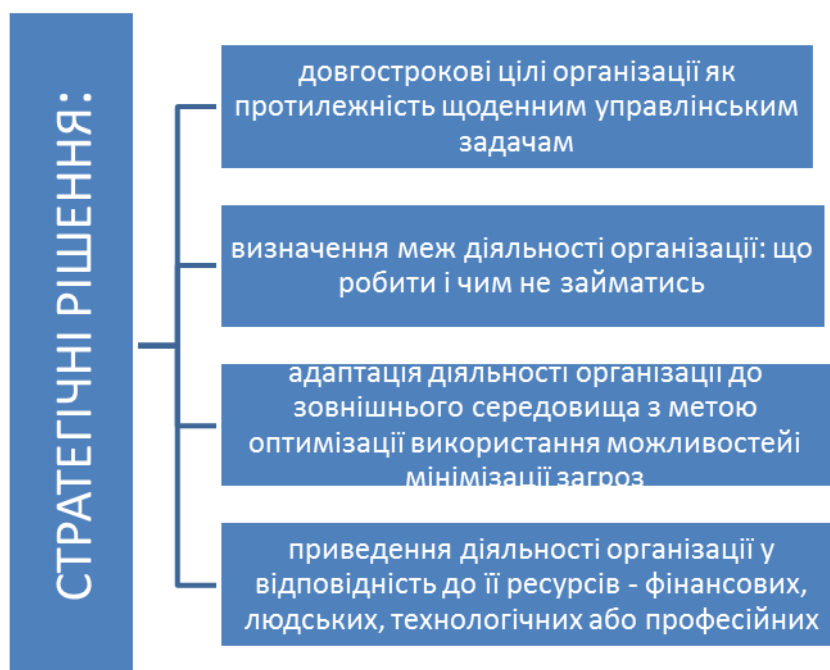 СТРАТЕГІЧНІ РІШЕННЯ:
довгострокові цілі організації як
протилежність щоденним управлінським
задачам
визначення меж діяльності організації: що
робити і чим не займатись
адаптація діяльності організації до
зовнішнього середовища з метою
оптимізації використання можливостейі
мінімізації загроз
приведення діяльності організації у
відповідність до її ресурсів - фінансових,
людських, технологічних або професійних